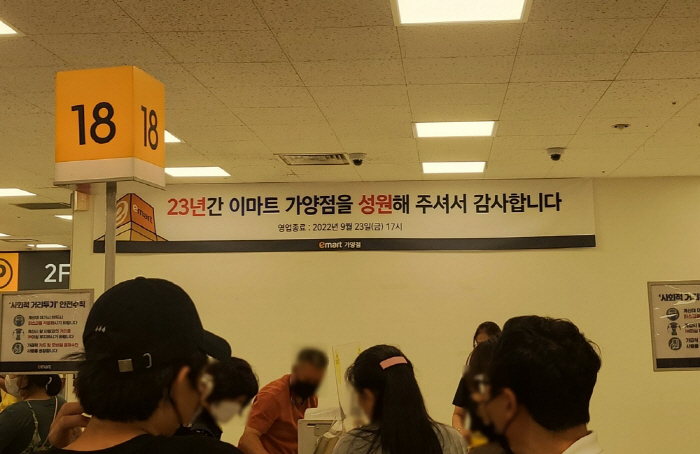 18
18
23년간 이마트 가양점을 성원해 주셔서 감사합니다
emart
영업종료 : 2022년 9월 23일(금) 17시
emart 가양점
P 2F
'사회적 거리두기' 안전수칙
'사회적 거리